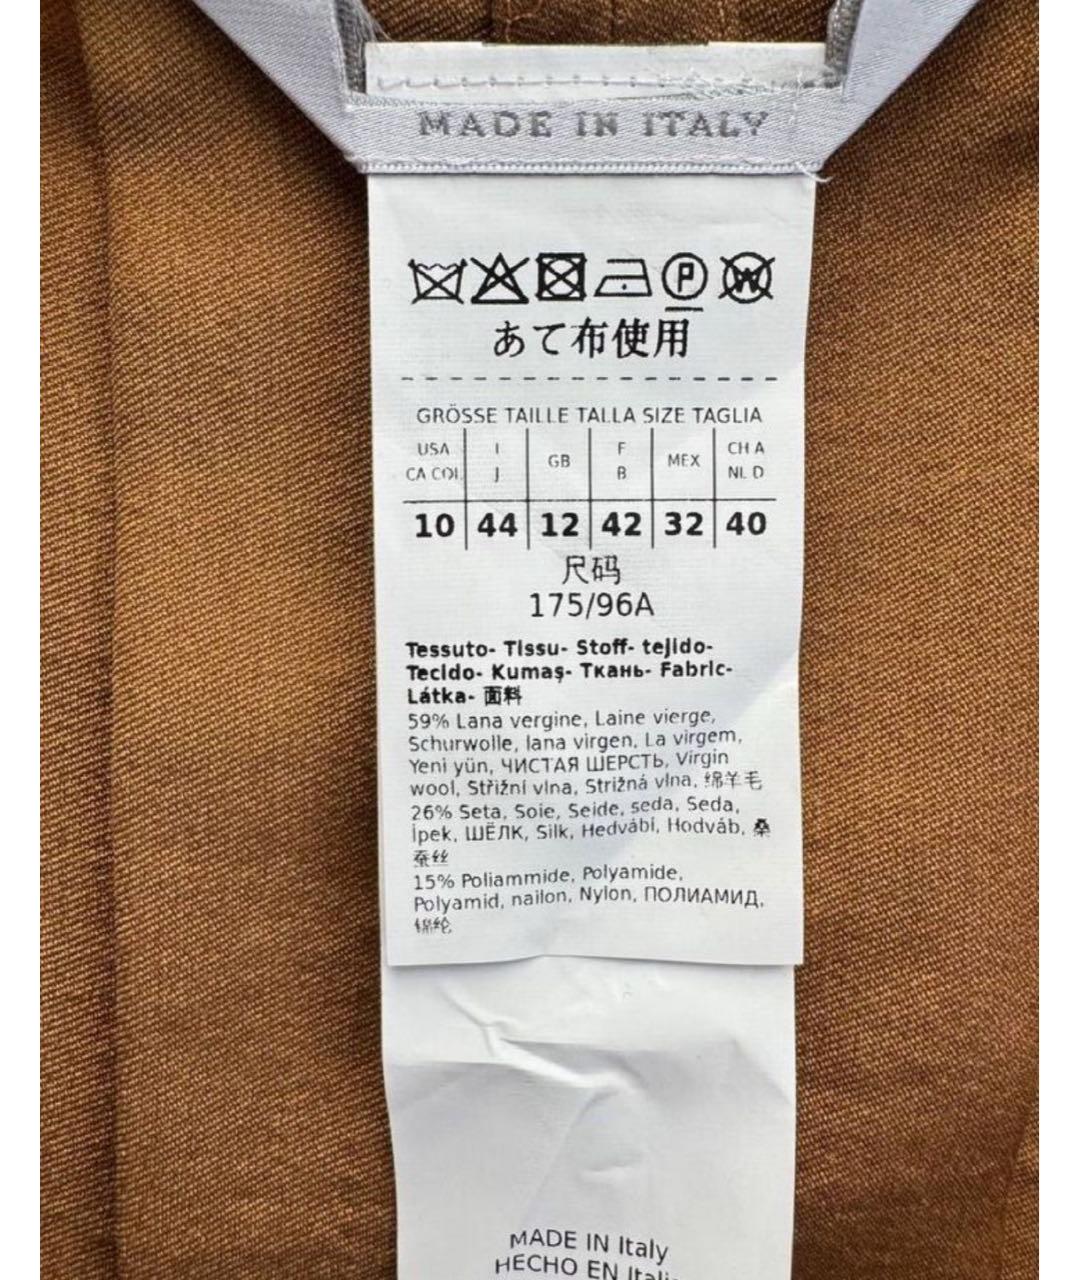 MADE IN ITALY
P W
あて布使用
GRÖSSE TAILLE TALLA SIZE TAGLIA
USA I GB F MEX CH A
CA COL J B NL D
10 44 12 42 32 40
尺码
175/96A
Tessuto- Tissu- Stoff- tejido-
Tecido- Kumaş- Ткань- Fabric-
Látka- 面料
59% Lana vergine, Laine vierge,
Schurwolle, lana virgen, La virgem,
Yeni yün, ЧИСТАЯ ШЕРСТЬ, Virgin
wool, Střižní vlna, Strižná vlna, 绵羊毛
26% Seta, Soie, Seide, seda, Seda,
İpek, ШЁЛК, Silk, Hedvábí, Hodváb, 桑
蚕丝
15% Poliammide, Polyamide,
Polyamid, nailon, Nylon, ПОЛИАМИД,
锦纶
MADE IN Italy
HECHO EN